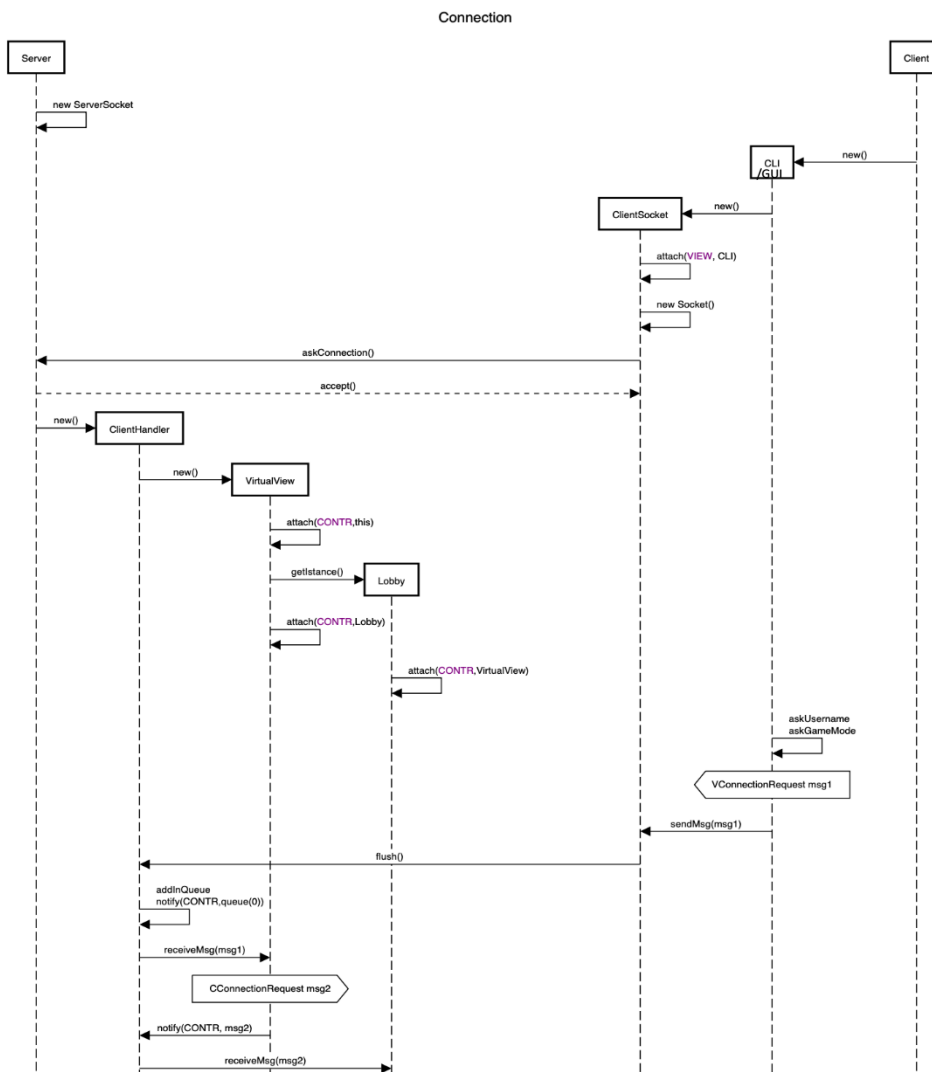 Connection
Server
Client
new ServerSocket
new()
CLI
/GUI
new()
ClientSocket
attach(VIEW, CLI)
new Socket()
askConnection()
accept()
new()
ClientHandler
new()
VirtualView
attach(CONTR,this)
getIstance()
Lobby
attach(CONTR,Lobby)
attach(CONTR,VirtualView)
askUsername
askGameMode
VConnectionRequest msg1
sendMsg(msg1)
flush()
addInQueue
notify(CONTR,queue(0))
receiveMsg(msg1)
CConnectionRequest msg2
notify(CONTR, msg2)
receiveMsg(msg2)